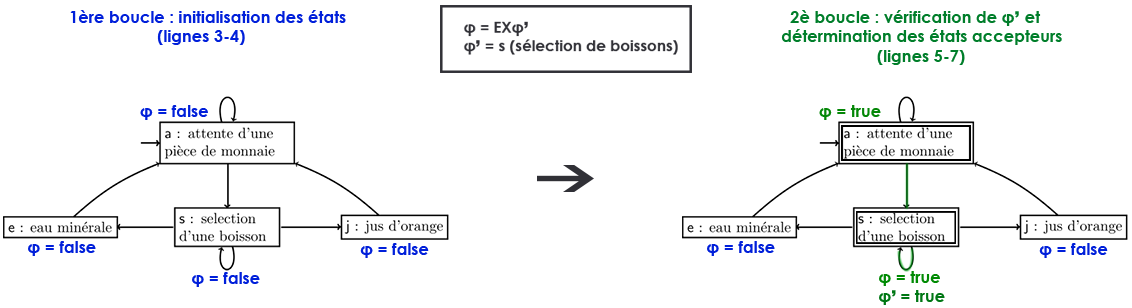 1ère boucle : initialisation des états
(lignes 3-4)
φ = EXφ’
φ’ = s (sélection de boissons)
2è boucle : vérification de φ’ et
détermination des états accepteurs
(lignes 5-7)
φ = false
a : attente d’une
pièce de monnaie
e : eau minérale
φ = false
s : selection
d’une boisson
φ = false
j : jus d’orange
φ = false
φ = true
a : attente d’une
pièce de monnaie
e : eau minérale
φ = false
s : selection
d’une boisson
φ = true
φ’ = true
j : jus d’orange
φ = false